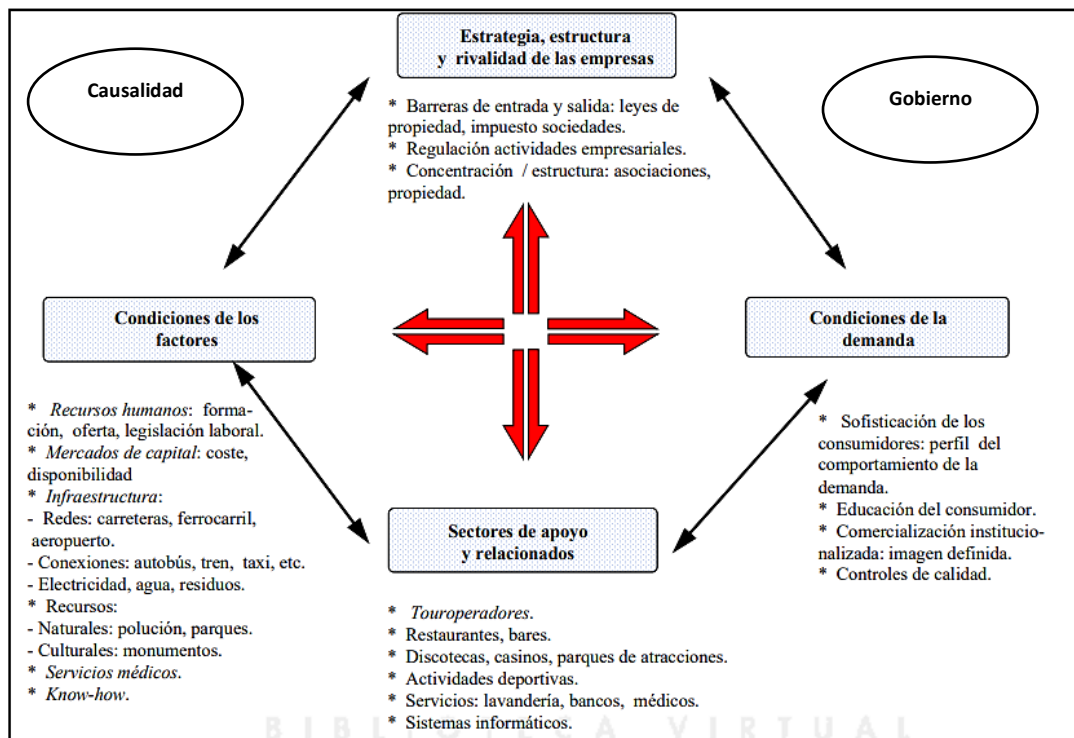 Estrategia, estructura
y rivalidad de las empresas
Causalidad
Gobierno
* Barreras de entrada y salida: leyes de
propiedad, impuesto sociedades.
* Regulación actividades empresariales.
* Concentración / estructura: asociaciones,
propiedad.
Condiciones de los
factores
Condiciones de la
demanda
* Recursos humanos: forma-
ción, oferta, legislación laboral.
* Mercados de capital: coste,
disponibilidad
* Infraestructura:
- Redes: carreteras, ferrocarril,
aeropuerto.
- Conexiones: autobús, tren, taxi, etc.
- Electricidad, agua, residuos.
* Recursos:
- Naturales: polución, parques.
- Culturales: monumentos.
* Servicios médicos.
* Know-how.
* Sofisticación de los
consumidores: perfil del
comportamiento de la
demanda.
* Educación del consumidor.
* Comercialización institucio-
nalizada: imagen definida.
* Controles de calidad.
Sectores de apoyo
y relacionados
* Touroperadores.
* Restaurantes, bares.
* Discotecas, casinos, parques de atracciones.
* Actividades deportivas.
* Servicios: lavandería, bancos, médicos.
* Sistemas informáticos.
BIBLIOTECA VIRTUAL